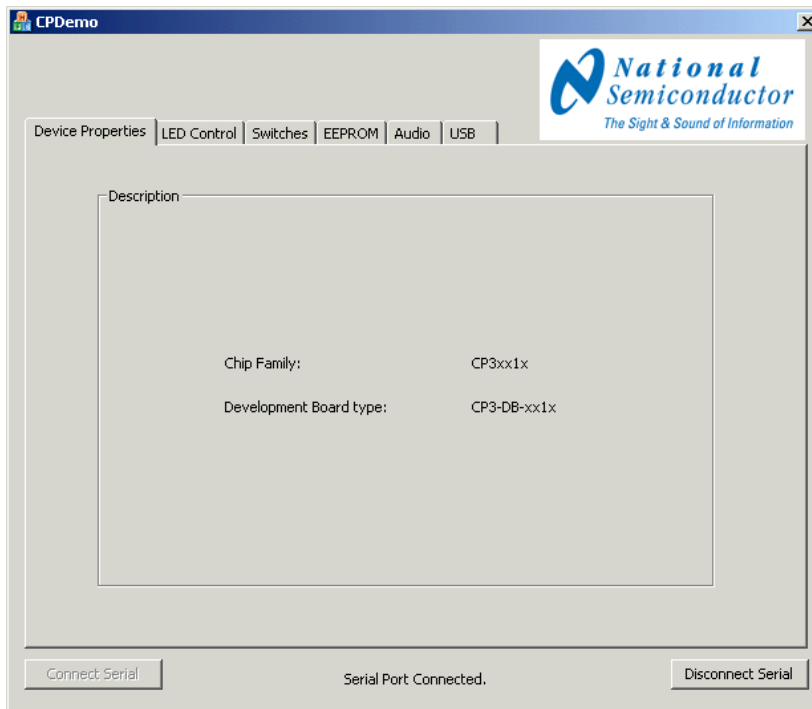 CPDemo
National
Semiconductor
The Sight & Sound of Information
Device Properties
LED Control
Switches
EEPROM
Audio
USB
Description
Chip Family: CP3xx1x
Development Board type: CP3-DB-xx1x
Connect Serial
Serial Port Connected.
Disconnect Serial